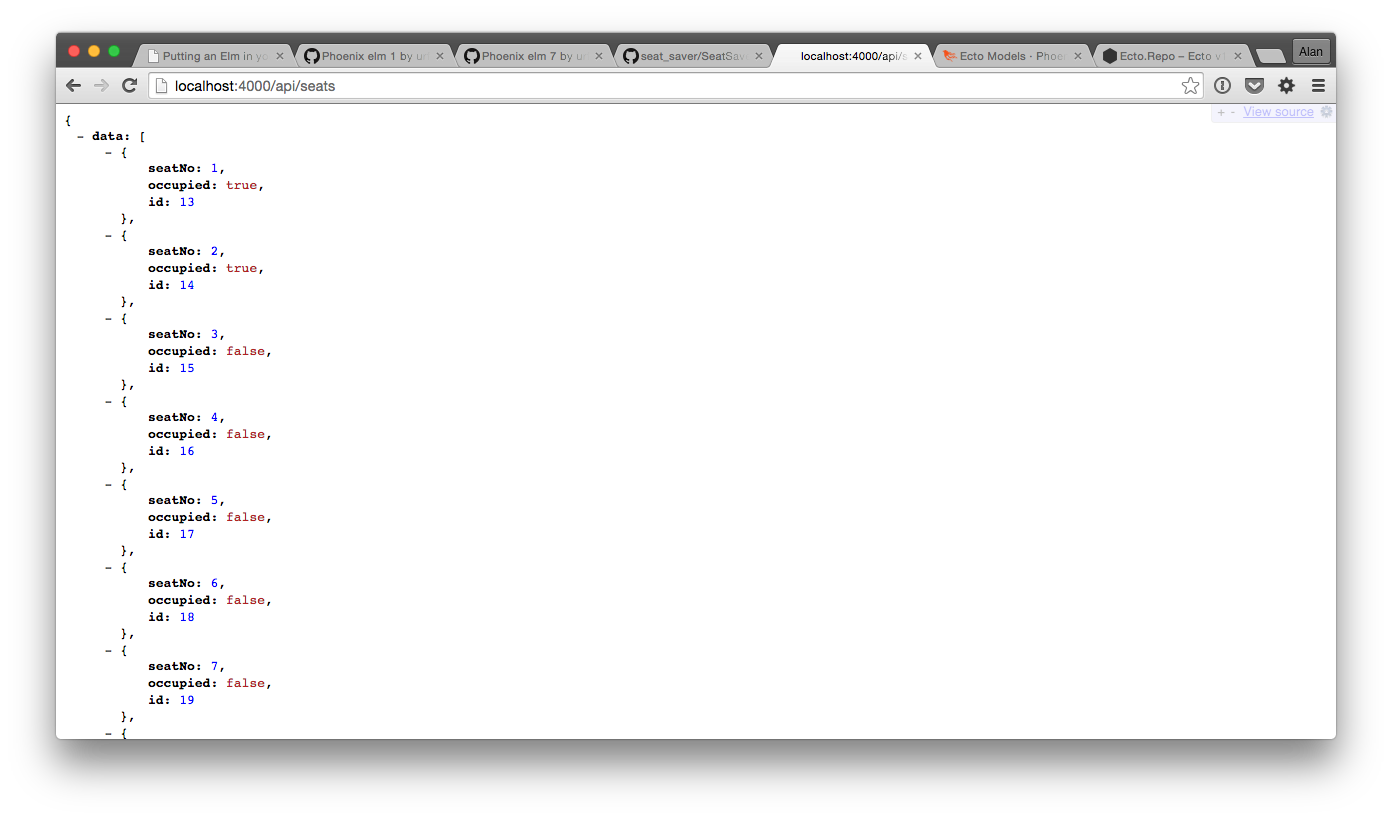 Putting an Elm in yo
Phoenix elm 1 by ur
Phoenix elm 7 by ur
seat_saver/SeatSav
localhost:4000/api/s
Ecto Models · Phoe
Ecto.Repo – Ecto v
Alan
localhost:4000/api/seats
+ - View source
{
– data: [
– {
seatNo: 1,
occupied: true,
id: 13
},
– {
seatNo: 2,
occupied: true,
id: 14
},
– {
seatNo: 3,
occupied: false,
id: 15
},
– {
seatNo: 4,
occupied: false,
id: 16
},
– {
seatNo: 5,
occupied: false,
id: 17
},
– {
seatNo: 6,
occupied: false,
id: 18
},
– {
seatNo: 7,
occupied: false,
id: 19
},
– {